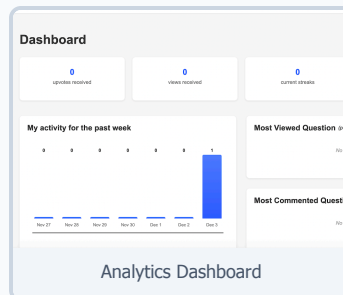 Dashboard
0
upvotes received
0
views received
0
current streaks
My activity for the past week
0 0 0 0 0 0 1
Nov 27 Nov 28 Nov 29 Nov 30 Dec 1 Dec 2 Dec 3
Most Viewed Question
Most Commented
Analytics Dashboard